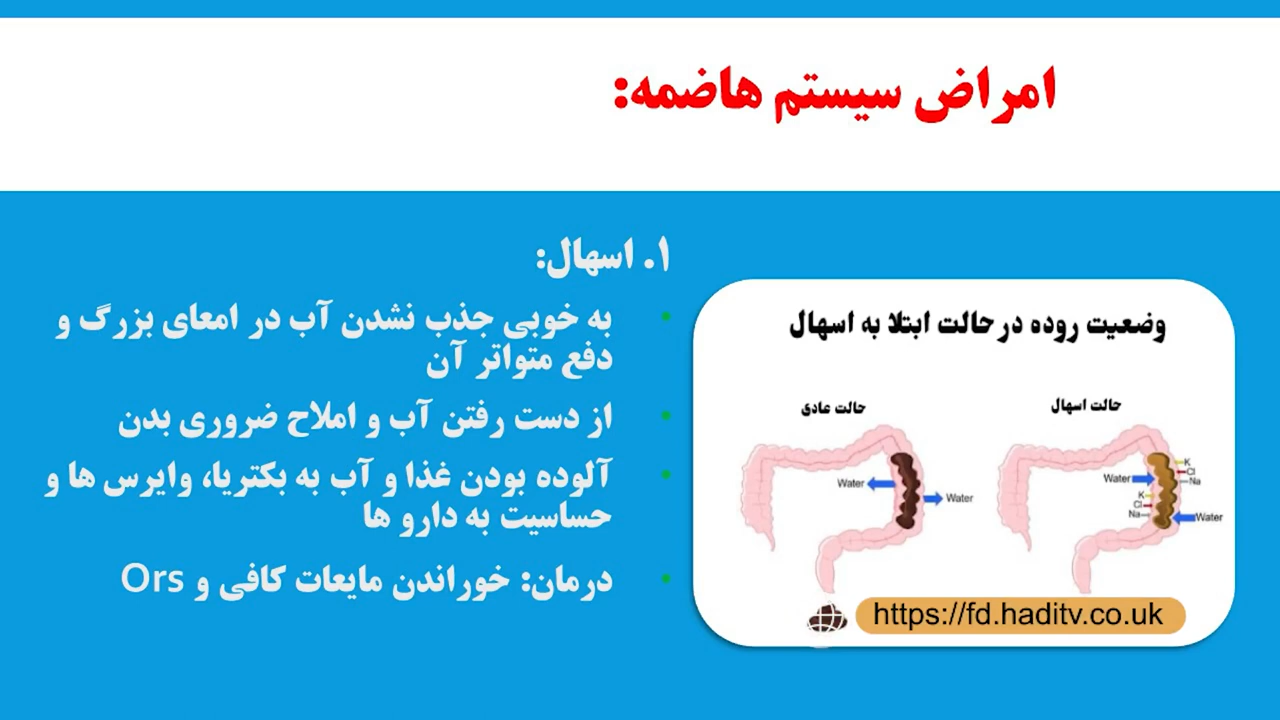 امراض سیستم هاضمه:
۱. اسهال:
به خوبی جذب نشدن آب در امعای بزرگ و
دفع متواتر آن
از دست رفتن آب و املاح ضروری بدن
آلوده بودن غذا و آب به بکتریا، وایرس ها و
حساسیت به دارو ها
درمان: خوراندن مایعات کافی و Ors
وضعیت روده در حالت ابتلا به اسهال
حالت اسهال
K
Cl
Na
Water
K
Cl
Na
Water
حالت عادی
Water
Water
https://fd.haditv.co.uk